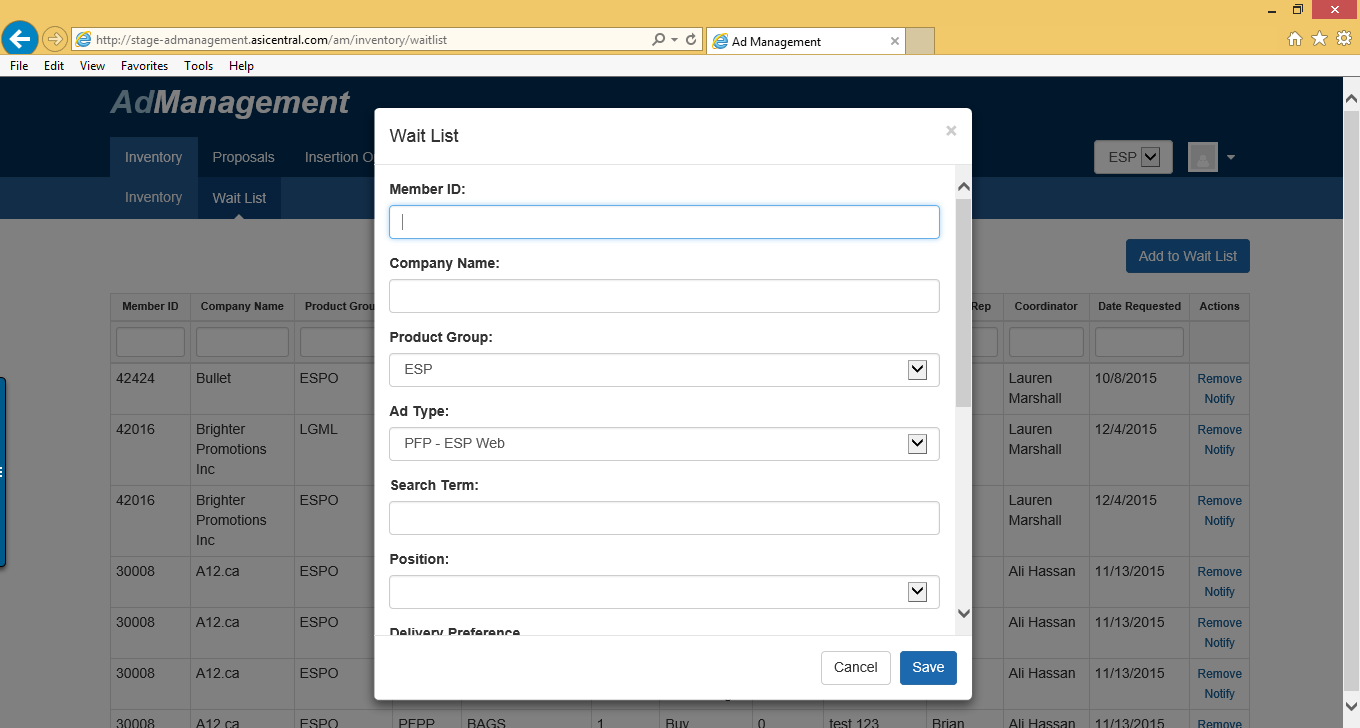 http://stage-admanagement.asicentral.com/am/inventory/waitlist
Ad Management
File Edit View Favorites Tools Help
AdManagement
Wait List
Inventory Proposals Insertion O
ESP
Inventory Wait List
Add to Wait List
Member ID:
Company Name:
Product Group:
ESP
Ad Type:
PFP - ESP Web
Search Term:
Position:
Delivery Preference
Cancel Save
Member ID Company Name Product Grou Rep Coordinator Date Requested Actions
42424 Bullet ESPO Lauren Marshall 10/8/2015 Remove Notify
42016 Brighter Promotions Inc LGML Lauren Marshall 12/4/2015 Remove Notify
42016 Brighter Promotions Inc ESPO Lauren Marshall 12/4/2015 Remove Notify
30008 A12.ca ESPO Ali Hassan 11/13/2015 Remove Notify
30008 A12.ca ESPO Ali Hassan 11/13/2015 Remove Notify
30008 A12.ca ESPO Ali Hassan 11/13/2015 Remove Notify
30008 A12.ca ESPO PFPP BAGS 1 Buy 0 test 123 Brian Ali Hassan 11/13/2015 Remove